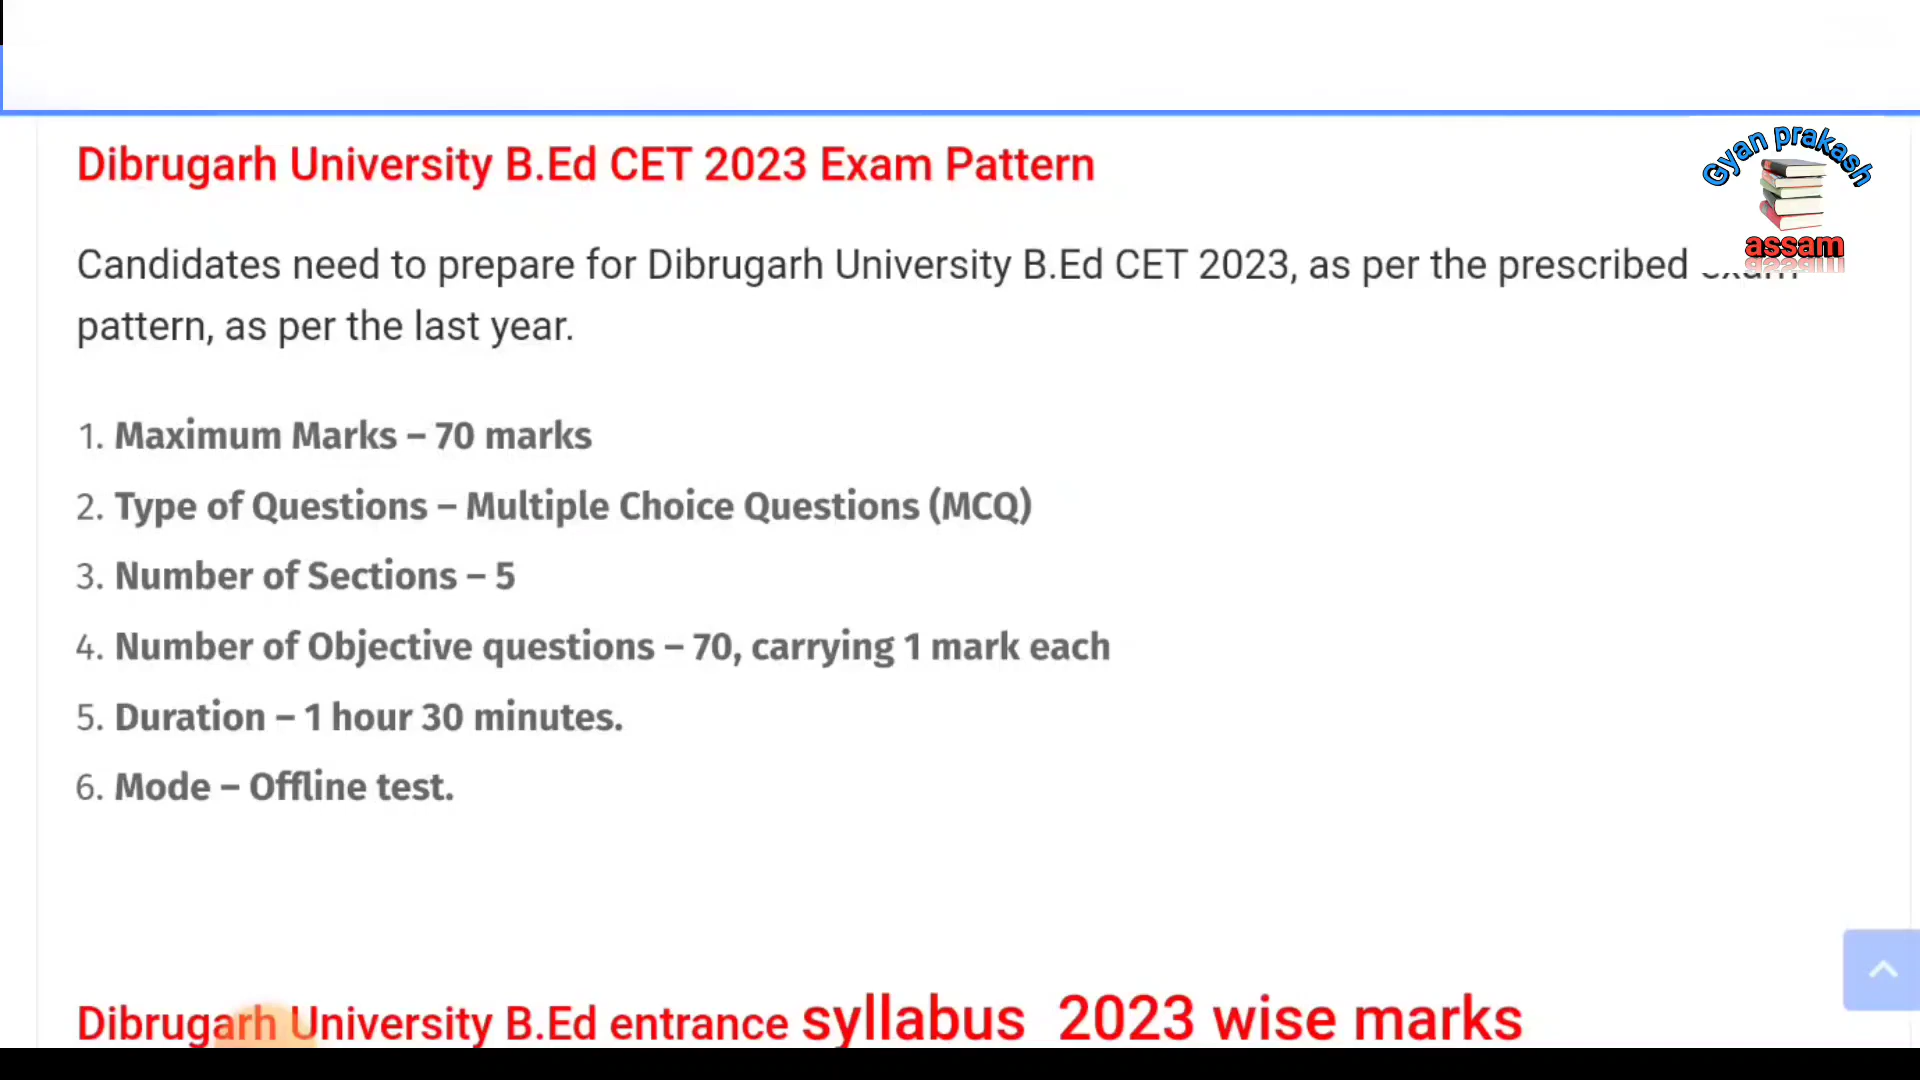 Dibrugarh University B.Ed CET 2023 Exam Pattern
Gyan prakash
assam
Candidates need to prepare for Dibrugarh University B.Ed CET 2023, as per the prescribed
pattern, as per the last year.
1. Maximum Marks – 70 marks
2. Type of Questions – Multiple Choice Questions (MCQ)
3. Number of Sections – 5
4. Number of Objective questions – 70, carrying 1 mark each
5. Duration – 1 hour 30 minutes.
6. Mode – Offline test.
Dibrugarh University B.Ed entrance syllabus 2023 wise marks